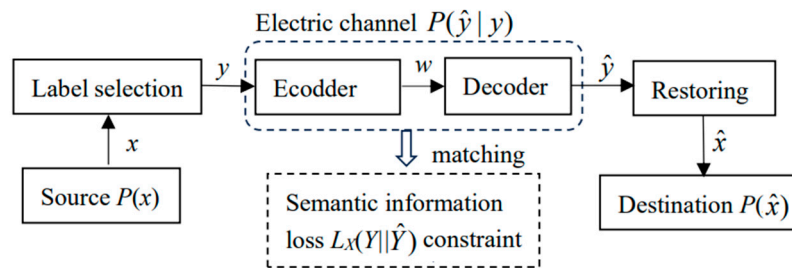 Electric channel P(ŷ | y)
Label selection
y
Ecodder
w
Decoder
ŷ
Restoring
x
matching
x̂
Source P(x)
Semantic information
loss L_X(Y||Ŷ) constraint
Destination P(x̂)